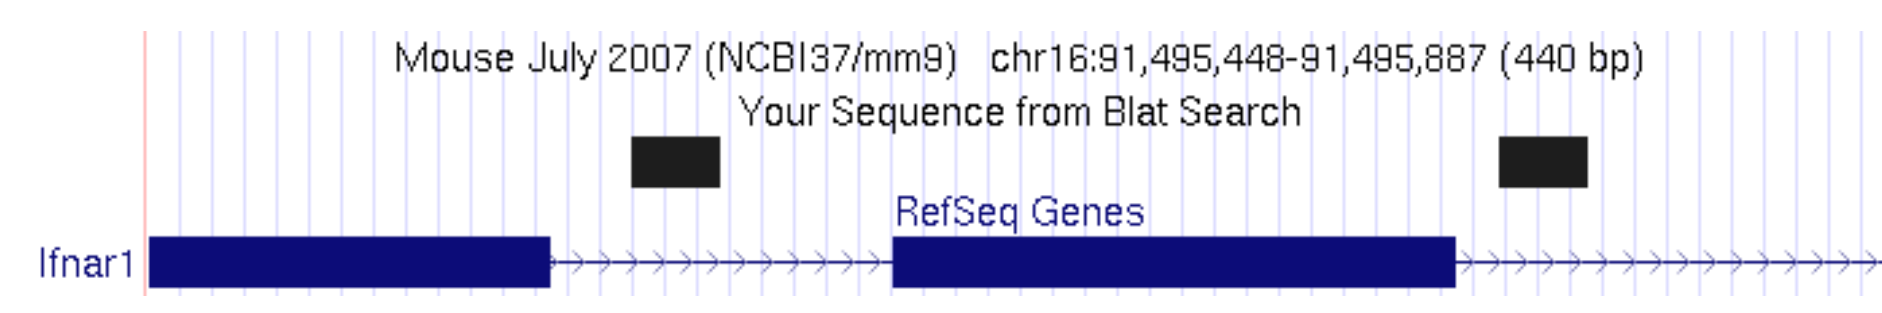 Mouse July 2007 (NCBI37/mm9) chr16:91,495,448-91,495,887 (440 bp)
Your Sequence from Blat Search
RefSeq Genes
Ifnar1